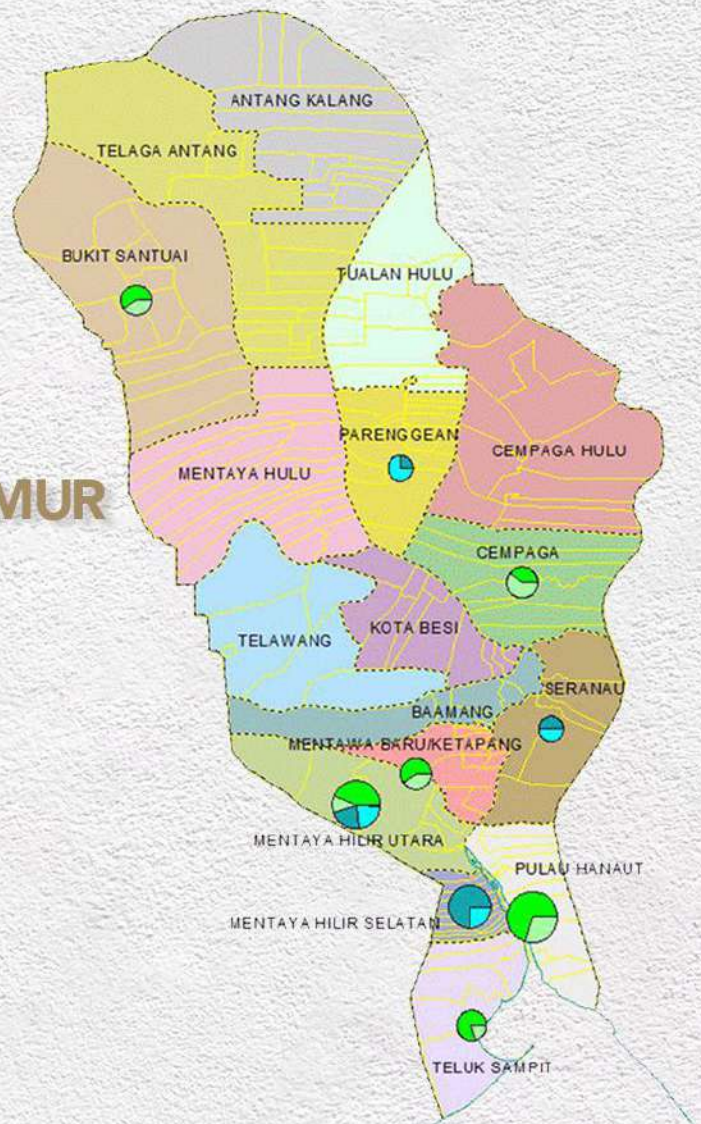 ANTANG KALANG
TELAGA ANTANG
BUKIT SANTUAI
TUALAN HULU
PARENGGEAN
CEMPAGA HULU
MENTAYA HULU
MUR
CEMPAGA
KOTA BESI
TELAWANG
SERANAU
BAAMANG
MENTAWA BARU/KETAPANG
MENTAYA HILIR UTARA
PULAU HANAUT
MENTAYA HILIR SELATAN
TELUK SAMPIT